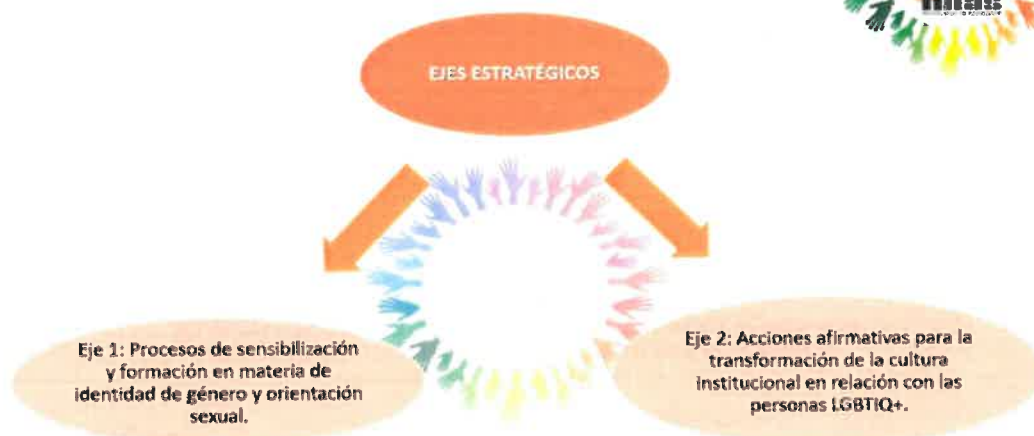 imas
EJES ESTRATÉGICOS
Eje 1: Procesos de sensibilización
y formación en materia de
identidad de género y orientación
sexual.
Eje 2: Acciones afirmativas para la
transformación de la cultura
institucional en relación con las
personas LGBTIQ+.